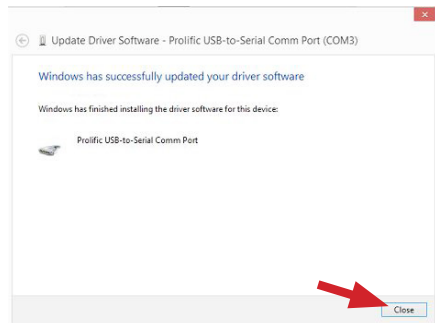 Update Driver Software - Prolific USB-to-Serial Comm Port (COM3)
Windows has successfully updated your driver software
Windows has finished installing the driver software for this device:
Prolific USB-to-Serial Comm Port
Close